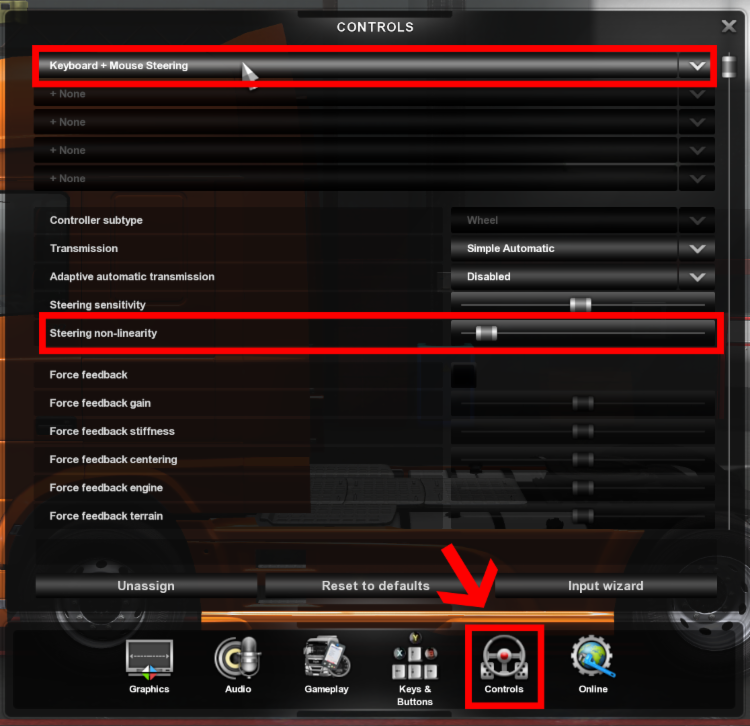 CONTROLS
Keyboard + Mouse Steering
+ None
+ None
+ None
+ None
Controller subtype Wheel
Transmission Simple Automatic
Adaptive automatic transmission Disabled
Steering sensitivity
Steering non-linearity
Force feedback
Force feedback gain
Force feedback stiffness
Force feedback centering
Force feedback engine
Force feedback terrain
Unassign Reset to defaults Input wizard
Graphics Audio Gameplay Keys & Buttons Controls Online